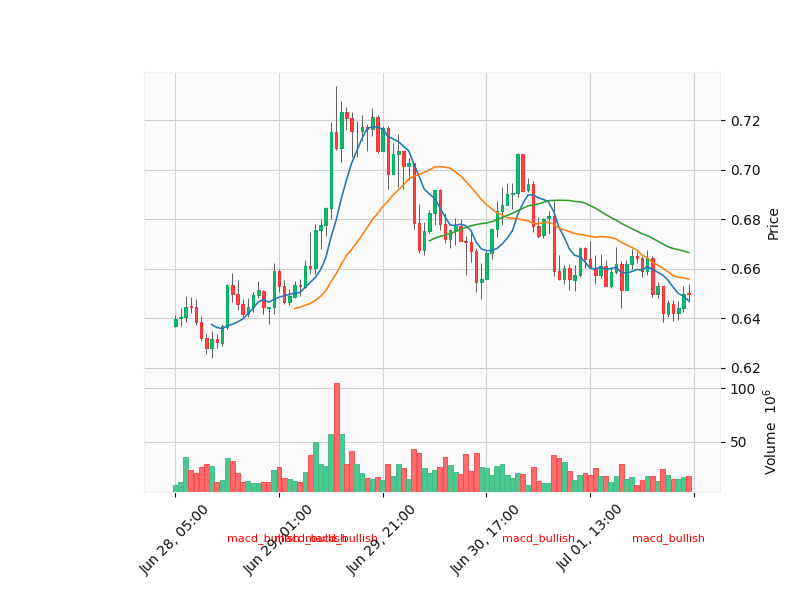 0.72
0.70
0.68
0.66
0.64
0.62
Price
100
50
Volume 10^6
Jun 28, 05:00
Jun 29, 01:00
Jun 29, 21:00
Jun 30, 17:00
Jul 01, 13:00
macd_bullish
macd_bullish
macd_bullish
macd_bullish
macd_bullish